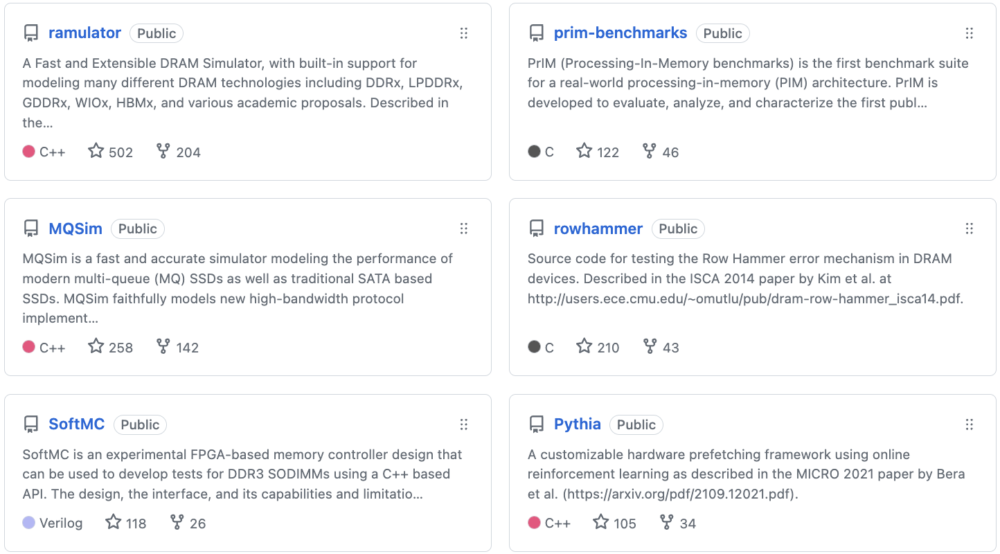 ramulator Public
A Fast and Extensible DRAM Simulator, with built-in support for
modeling many different DRAM technologies including DDRx, LPDDRx,
GDDRx, WIOx, HBMx, and various academic proposals. Described in
the...
C++ 502 204
prim-benchmarks Public
PrIM (Processing-In-Memory benchmarks) is the first benchmark suite
for a real-world processing-in-memory (PIM) architecture. PrIM is
developed to evaluate, analyze, and characterize the first publ...
C 122 46
MQSim Public
MQSim is a fast and accurate simulator modeling the performance of
modern multi-queue (MQ) SSDs as well as traditional SATA based
SSDs. MQSim faithfully models new high-bandwidth protocol
implement...
C++ 258 142
rowhammer Public
Source code for testing the Row Hammer error mechanism in DRAM
devices. Described in the ISCA 2014 paper by Kim et al. at
http://users.ece.cmu.edu/~omutlu/pub/dram-row-hammer_isca14.pdf.
C 210 43
SoftMC Public
SoftMC is an experimental FPGA-based memory controller design that
can be used to develop tests for DDR3 SODIMMs using a C++ based
API. The design, the interface, and its capabilities and limitatio...
Verilog 118 26
Pythia Public
A customizable hardware prefetching framework using online
reinforcement learning as described in the MICRO 2021 paper by Bera
et al. (https://arxiv.org/pdf/2109.12021.pdf).
C++ 105 34